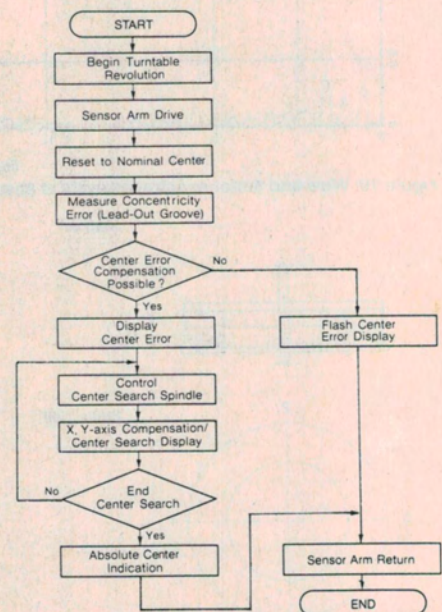 START
Begin Turntable
Revolution
Sensor Arm Drive
Reset to Nominal Center
Measure Concentricity
Error (Lead-Out Groove)
Center Error
Compensation
Possible?
No
Yes
Display
Center Error
Flash Center
Error Display
Control
Center Search Spindle
X, Y-axis Compensation/
Center Search Display
No
End
Center Search
Yes
Absolute Center
Indication
Sensor Arm Return
END